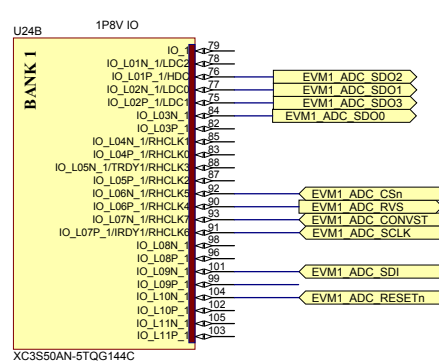 1P8V IO
U24B
BANK 1
IO_1 79
IO_L01N_1/LDC2 78
IO_L01P_1/HDC 76 EVM1_ADC_SDO2
IO_L02N_1/LDC0 77 EVM1_ADC_SDO1
IO_L02P_1/LDC1 75 EVM1_ADC_SDO3
IO_L03N_1 84 EVM1_ADC_SDO0
IO_L03P_1 82
IO_L04N_1/RHCLK1 85
IO_L04P_1/RHCLK0 83
IO_L05N_1/TRDY1/RHCLK3 88
IO_L05P_1/RHCLK2 87
IO_L06N_1/RHCLK5 92 EVM1_ADC_CSn
IO_L06P_1/RHCLK4 90 EVM1_ADC_RVS
IO_L07N_1/RHCLK7 93 EVM1_ADC_CONVST
IO_L07P_1/IRDY1/RHCLK6 91 EVM1_ADC_SCLK
IO_L08N_1 98
IO_L08P_1 96
IO_L09N_1 101 EVM1_ADC_SDI
IO_L09P_1 99
IO_L10N_1 104 EVM1_ADC_RESETn
IO_L10P_1 102
IO_L11N_1 105
IO_L11P_1 103
XC3S50AN-5TQG144C